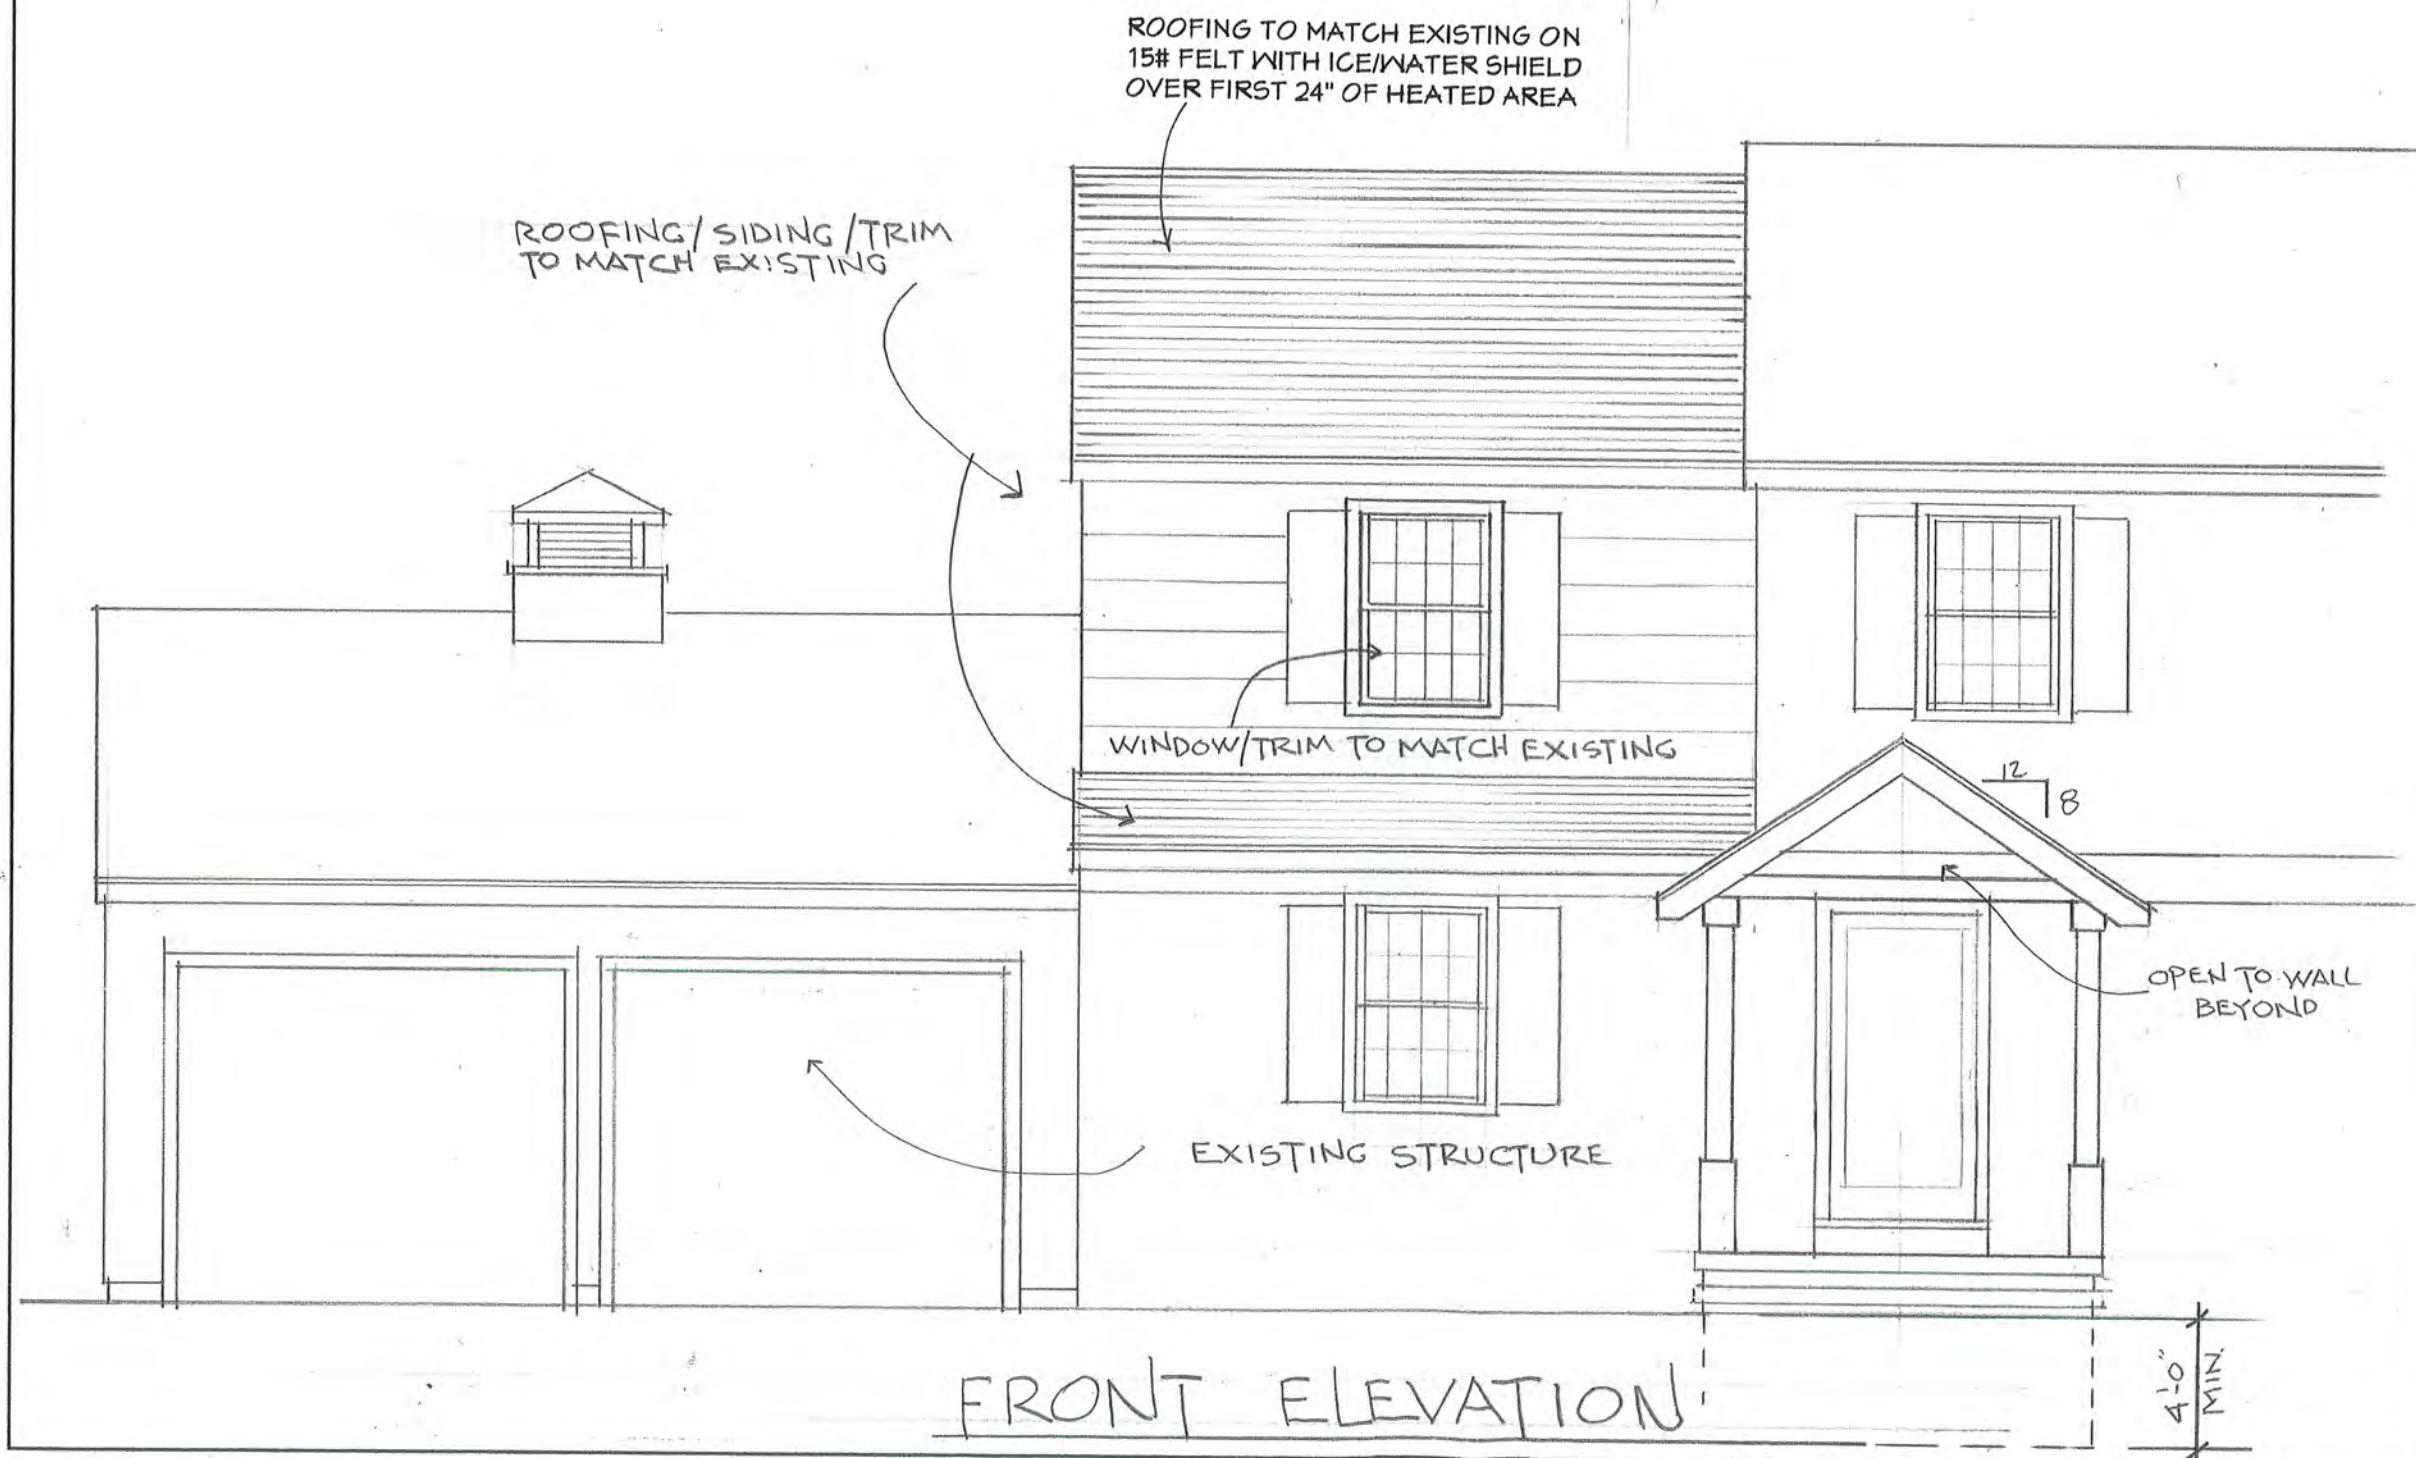 ROOFING TO MATCH EXISTING ON
15# FELT WITH ICE/WATER SHIELD
OVER FIRST 24" OF HEATED AREA
ROOFING/SIDING/TRIM
TO MATCH EXISTING
WINDOW/TRIM TO MATCH EXISTING
12
8
OPEN TO WALL
BEYOND
EXISTING STRUCTURE
FRONT ELEVATION
4'-0"
MIN.